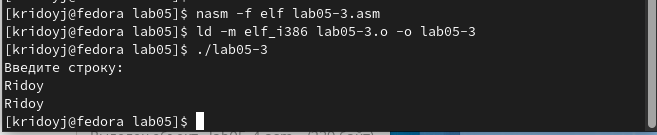 [kridoyj@fedora lab05]$ nasm -f elf lab05-3.asm
[kridoyj@fedora lab05]$ ld -m elf_i386 lab05-3.o -o lab05-3
[kridoyj@fedora lab05]$ ./lab05-3
Введите строку:
Ridoy
Ridoy
[kridoyj@fedora lab05]$